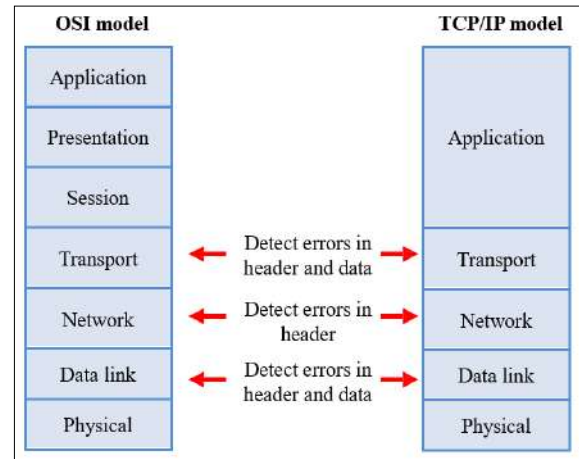 OSI model
TCP/IP model
Application
Presentation
Session
Transport
Network
Data link
Physical
Detect errors in
header and data
Detect errors in
header
Detect errors in
header and data
Application
Transport
Network
Data link
Physical